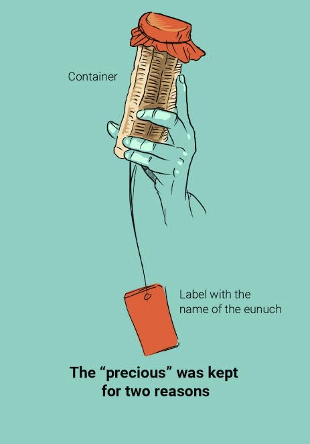 Container
Label with the
name of the eunuch
The “precious” was kept
for two reasons